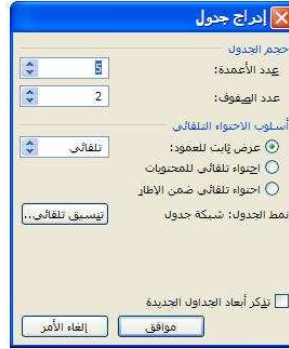 إدراج جدول
حجم الجدول
عدد الأعمدة: 5
عدد الصفوف: 2
أسلوب الاحتواء التلقائي
عرض ثابت للعمود: تلقائي
احتواء تلقائي للمحتويات
احتواء تلقائي ضمن الإطار
نمط الجدول: شبكة جدول تنسيق تلقائي...
تذكر أبعاد الجداول الجديدة
موافق إلغاء الأمر